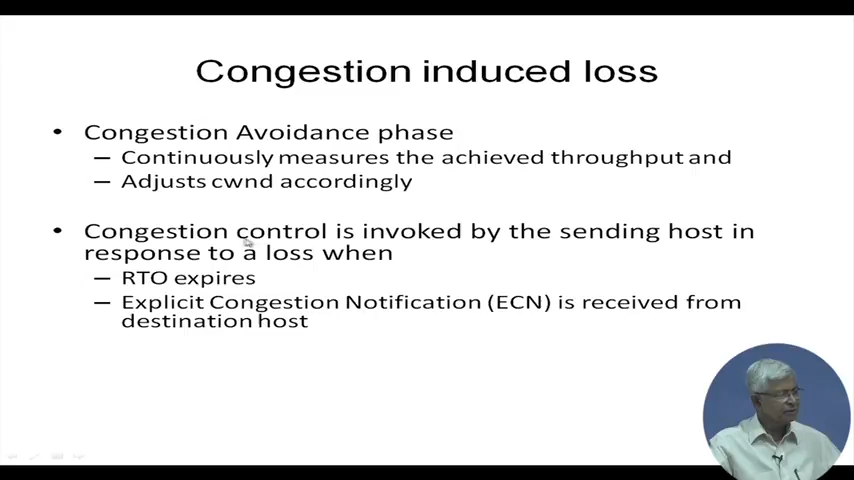 Congestion induced loss
• Congestion Avoidance phase
– Continuously measures the achieved throughput and
– Adjusts cwnd accordingly
• Congestion control is invoked by the sending host in
response to a loss when
– RTO expires
– Explicit Congestion Notification (ECN) is received from
destination host